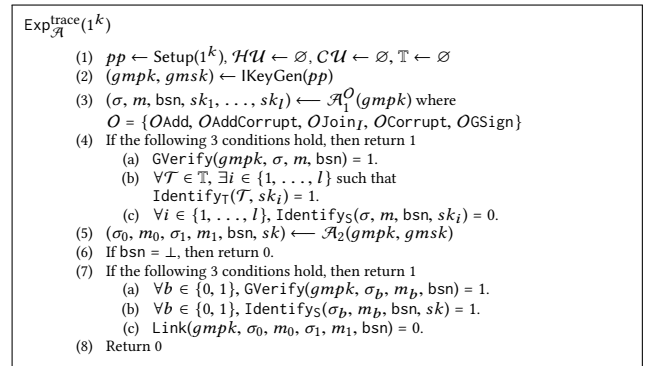 Exp^trace_𝒜(1^k)
(1) pp ← Setup(1^k), ℋ𝒰 ← ∅, 𝒞𝒰 ← ∅, 𝕋 ← ∅
(2) (gmpk, gmsk) ← IKeyGen(pp)
(3) (σ, m, bsn, sk_1, . . . , sk_l) ⟵ 𝒜_1^𝒪(gmpk) where
𝒪 = {𝒪Add, 𝒪AddCorrupt, 𝒪Join_I, 𝒪Corrupt, 𝒪GSign}
(4) If the following 3 conditions hold, then return 1
(a) GVerify(gmpk, σ, m, bsn) = 1.
(b) ∀𝒯 ∈ 𝕋, ∃i ∈ {1, . . . , l} such that
Identify_T(𝒯, sk_i) = 1.
(c) ∀i ∈ {1, . . . , l}, Identify_S(σ, m, bsn, sk_i) = 0.
(5) (σ_0, m_0, σ_1, m_1, bsn, sk) ⟵ 𝒜_2(gmpk, gmsk)
(6) If bsn = ⊥, then return 0.
(7) If the following 3 conditions hold, then return 1
(a) ∀b ∈ {0, 1}, GVerify(gmpk, σ_b, m_b, bsn) = 1.
(b) ∀b ∈ {0, 1}, Identify_S(σ_b, m_b, bsn, sk) = 1.
(c) Link(gmpk, σ_0, m_0, σ_1, m_1, bsn) = 0.
(8) Return 0